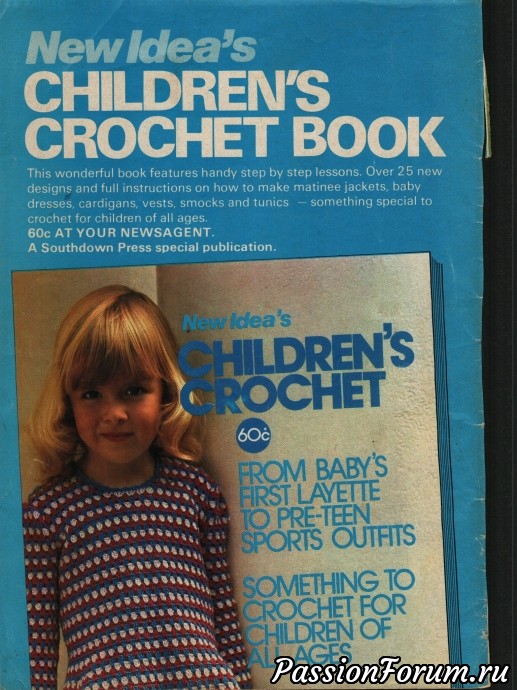 New Idea's
CHILDREN'S
CROCHET BOOK
This wonderful book features handy step by step lessons. Over 25 new
designs and full instructions on how to make matinee jackets, baby
dresses, cardigans, vests, smocks and tunics — something special to
crochet for children of all ages.
60c AT YOUR NEWSAGENT.
A Southdown Press special publication.
New Idea's
CHILDREN'S
CROCHET
60c
FROM BABY'S
FIRST LAYETTE
TO PRE-TEEN
SPORTS OUTFITS
SOMETHING TO
CROCHET FOR
CHILDREN OF
ALL AGES
PassionForum.ru